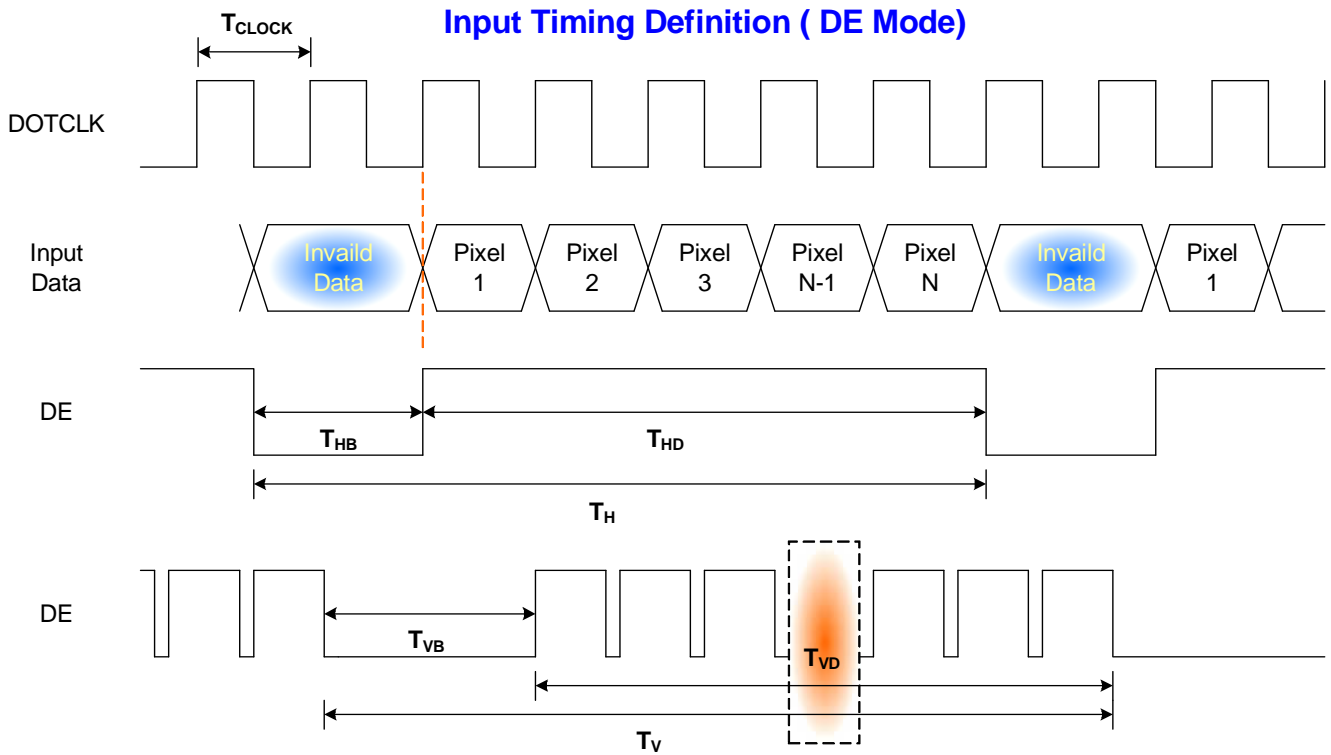 Input Timing Definition ( DE Mode)
TCLOCK
DOTCLK
Input
Data
Invaild
Data
Pixel
1
Pixel
2
Pixel
3
Pixel
N-1
Pixel
N
Invaild
Data
Pixel
1
DE
THB
THD
TH
DE
TVB
TVD
TV